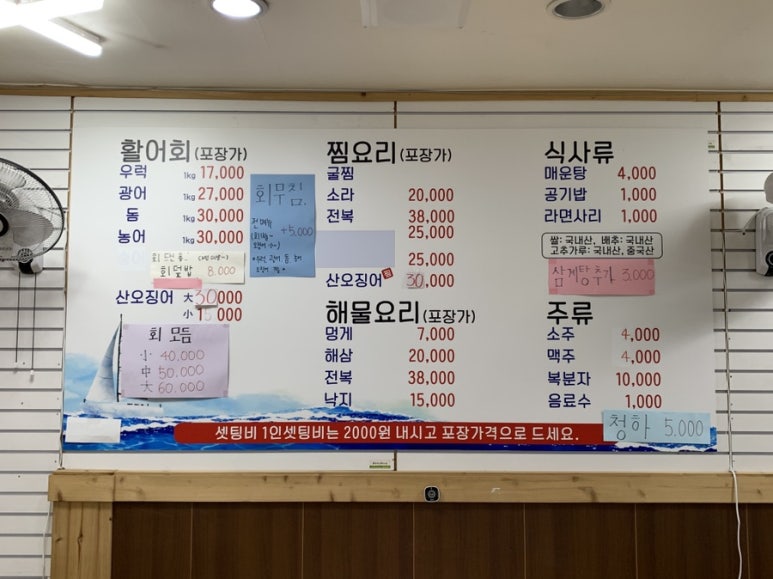 활어회(포장가)
우럭 1kg 17,000
광어 1kg 27,000
돔 1kg 30,000
농어 1kg 30,000
회덮밥 8.000
산오징어 大 30000
小 15000
회 모듬
小 40.000
中 50.000
大 60.000
회무침
+5.000
찜요리(포장가)
굴찜
소라 20,000
전복 38,000
25,000
25,000
산오징어 30,000
해물요리(포장가)
멍게 7,000
해삼 20,000
전복 38,000
낙지 15,000
식사류
매운탕 4,000
공기밥 1,000
라면사리 1,000
쌀:국내산, 배추:국내산
고추가루:국내산,중국산
삼계탕추가 3.000
주류
소주 4,000
맥주 4,000
복분자 10,000
음료수 1,000
청하 5.000
셋팅비 1인셋팅비는 2000원 내시고 포장가격으로 드세요.